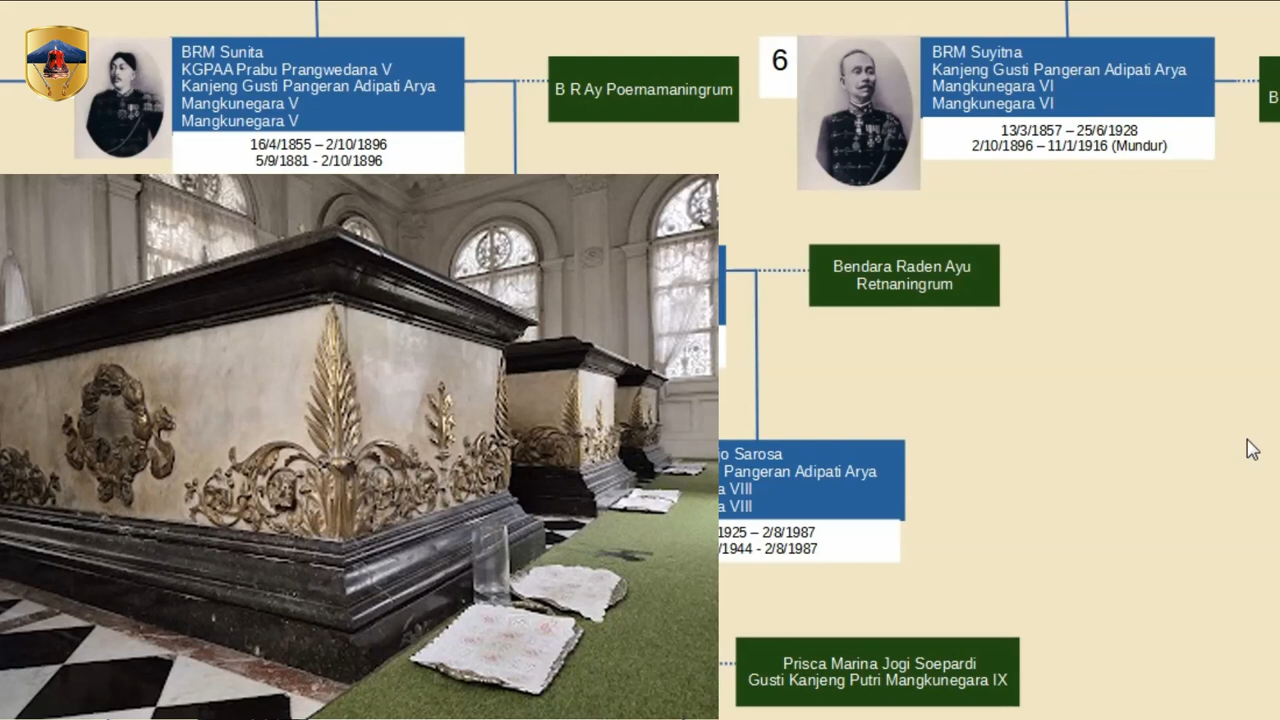 BRM Sunita
KGPAA Prabu Prangwedana V
Kanjeng Gusti Pangeran Adipati Arya
Mangkunegara V
Mangkunegara V
16/4/1855 – 2/10/1896
5/9/1881 - 2/10/1896
B R Ay Poernamaningrum
6
BRM Suyitna
Kanjeng Gusti Pangeran Adipati Arya
Mangkunegara VI
Mangkunegara VI
13/3/1857 – 25/6/1928
2/10/1896 – 11/1/1916 (Mundur)
B
Bendara Raden Ayu
Retnaningrum
Sarosa
Pangeran Adipati Arya
VIII
VIII
1925 – 2/8/1987
/1944 - 2/8/1987
Prisca Marina Jogi Soepardi
Gusti Kanjeng Putri Mangkunegara IX